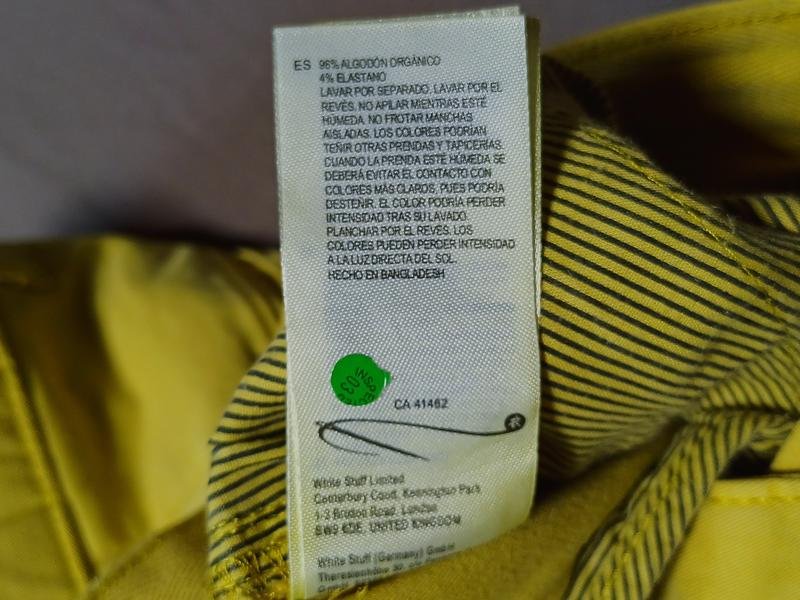 ES 96% ALGODÓN ORGÁNICO
4% ELASTANO
LAVAR POR SEPARADO. LAVAR POR EL
REVÉS. NO APILAR MIENTRAS ESTÉ
HÚMEDA. NO FROTAR MANCHAS
AISLADAS. LOS COLORES PODRÍAN
TEÑIR OTRAS PRENDAS Y TAPICERÍAS.
CUANDO LA PRENDA ESTÉ HÚMEDA SE
DEBERÁ EVITAR EL CONTACTO CON
COLORES MÁS CLAROS, PUES PODRÍA
DESTEÑIR. EL COLOR PODRÍA PERDER
INTENSIDAD TRAS SU LAVADO.
PLANCHAR POR EL REVÉS. LOS
COLORES PUEDEN PERDER INTENSIDAD
A LA LUZ DIRECTA DEL SOL.
HECHO EN BANGLADESH
03
CA 41462
R
White Stuff Limited
Canterbury Court, Kennington Park
1-3 Brixton Road, London
SW9 6DE, UNITED KINGDOM
White Stuff (Germany) GmbH
Theresienhöhe